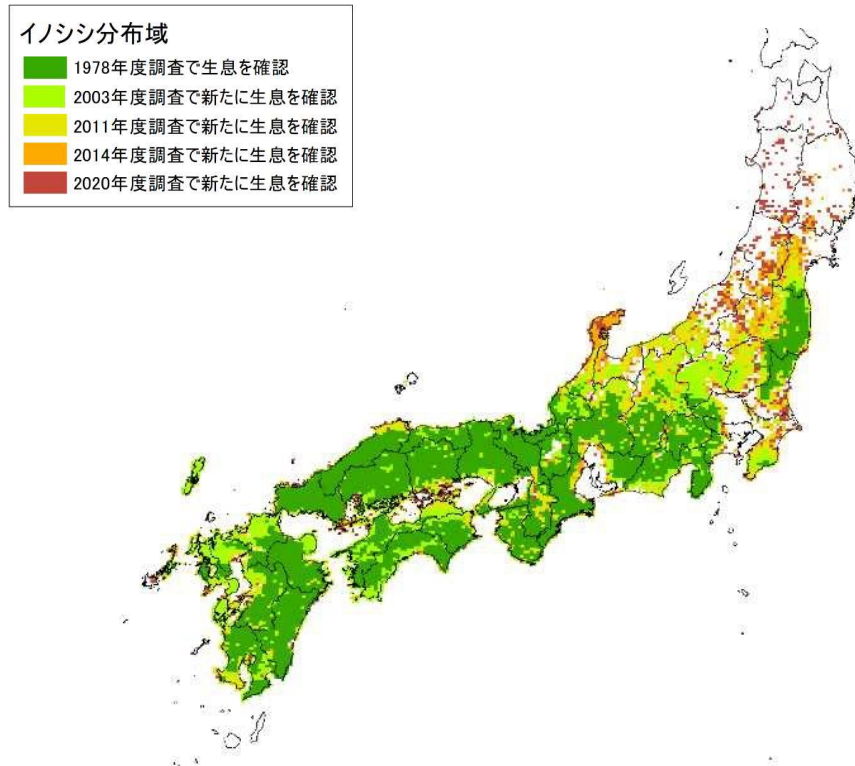 イノシシ分布域
1978年度調査で生息を確認
2003年度調査で新たに生息を確認
2011年度調査で新たに生息を確認
2014年度調査で新たに生息を確認
2020年度調査で新たに生息を確認